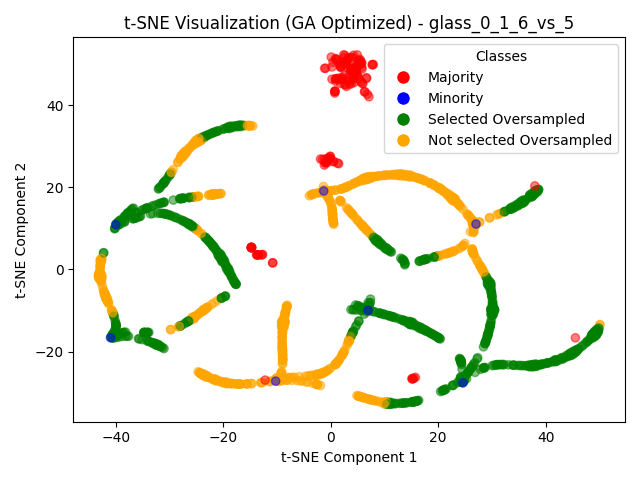 t-SNE Visualization (GA Optimized) - glass_0_1_6_vs_5
Classes
Majority
Minority
Selected Oversampled
Not selected Oversampled
t-SNE Component 2
40
20
0
−20
−40
−20
0
20
40
t-SNE Component 1